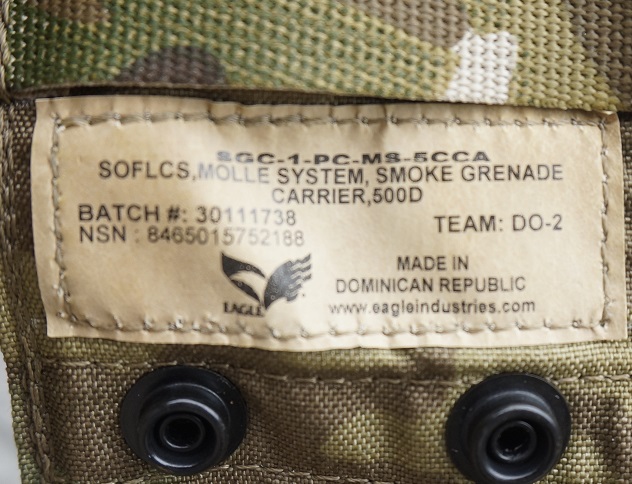 SGC-1-PC-MS-5CCA
SOFLCS,MOLLE SYSTEM, SMOKE GRENADE
CARRIER,500D
BATCH #: 30111738
TEAM: DO-2
NSN : 8465015752188
EAGLE
MADE IN
DOMINICAN REPUBLIC
www.eagleindustries.com